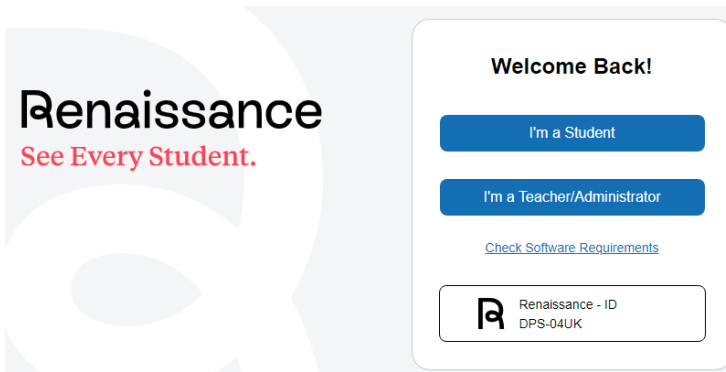 Renaissance
See Every Student.
Welcome Back!
I'm a Student
I'm a Teacher/Administrator
Check Software Requirements
Renaissance - ID
DPS-04UK